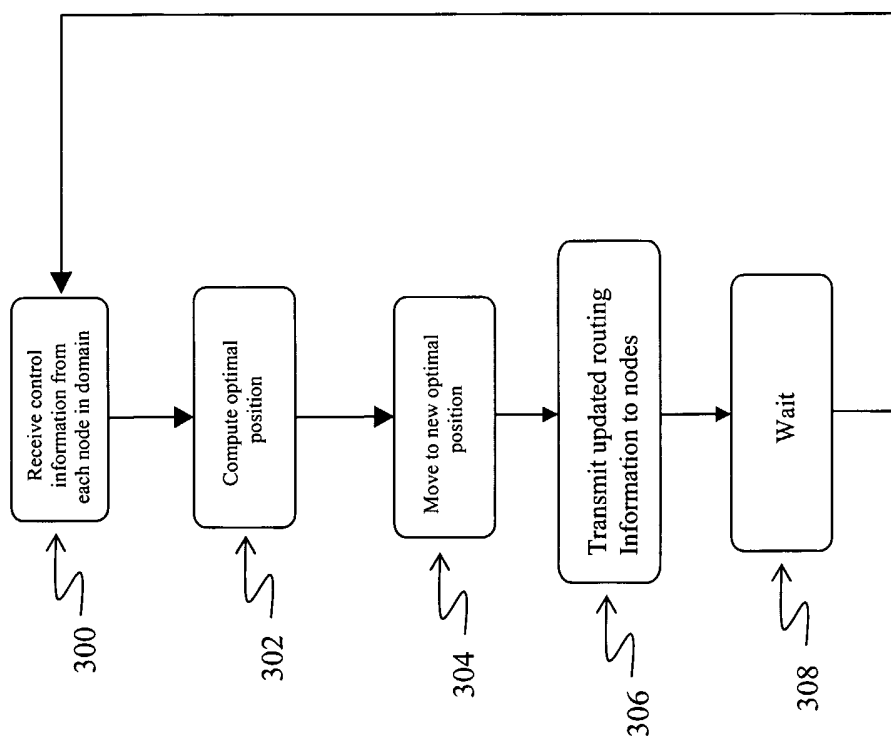 300
Receive control
information from
each node in domain
302
Compute optimal
position
304
Move to new optimal
position
306
Transmit updated routing
Information to nodes
308
Wait